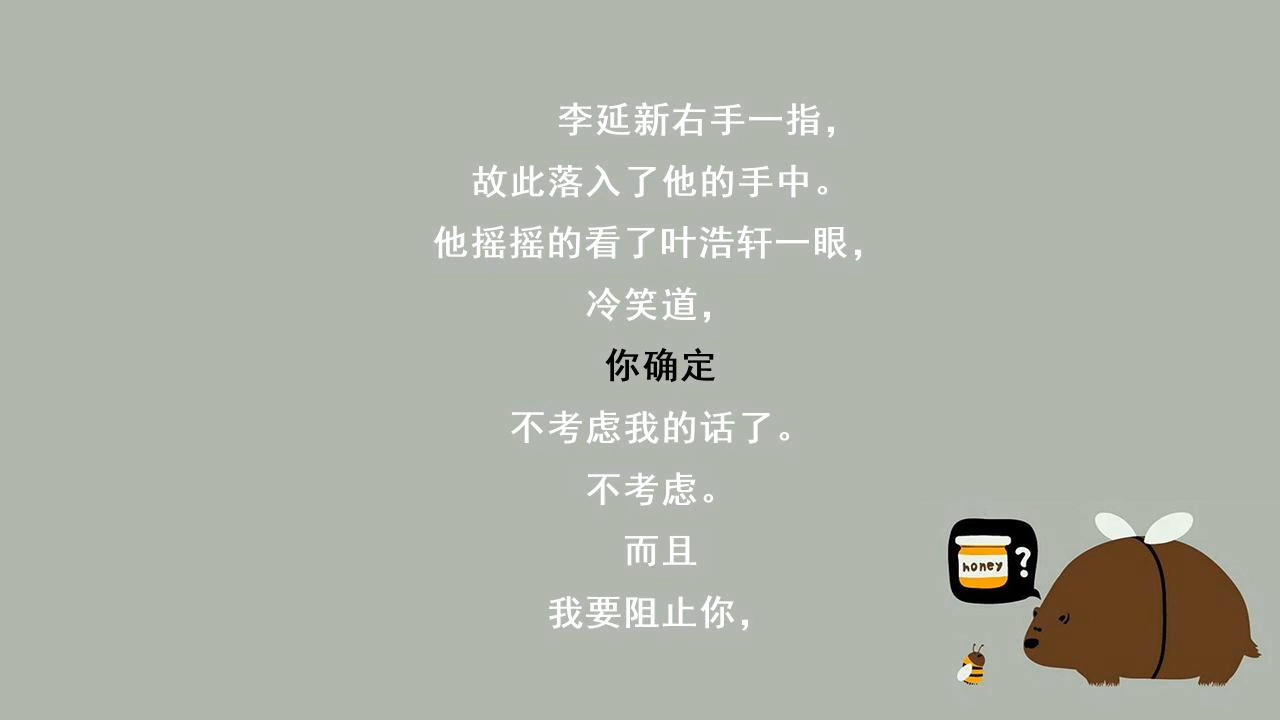 李延新右手一指，
故此落入了他的手中。
他摇摇的看了叶浩轩一眼，
冷笑道，
你确定
不考虑我的话了。
不考虑。
而且
我要阻止你，
honey ?